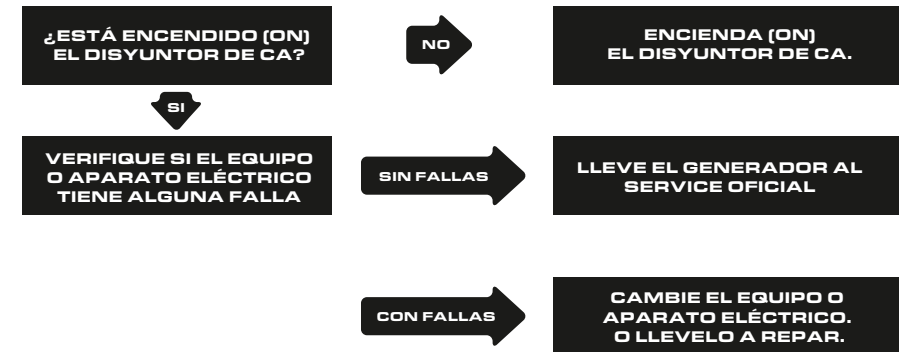 ¿ESTÁ ENCENDIDO (ON)
EL DISYUNTOR DE CA?
NO
ENCIENDA (ON)
EL DISYUNTOR DE CA.
SI
VERIFIQUE SI EL EQUIPO
O APARATO ELÉCTRICO
TIENE ALGUNA FALLA
SIN FALLAS
LLEVE EL GENERADOR AL
SERVICE OFICIAL
CON FALLAS
CAMBIE EL EQUIPO O
APARATO ELÉCTRICO.
O LLEVELO A REPAR.